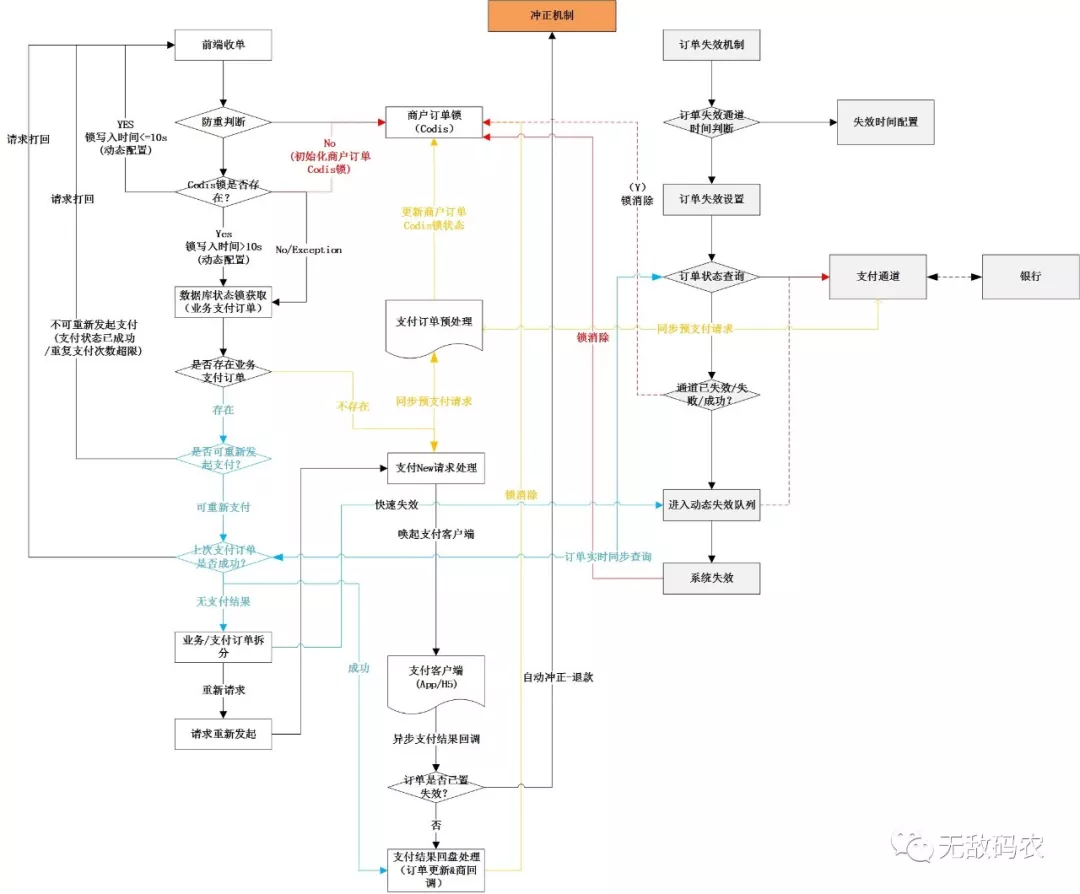 冲正机制
前端收单
订单失效机制
请求打回
YES
锁写入时间<-10s
(动态配置)
防重判断
商户订单锁
(Codis)
No
(初始化商户订单
Codis锁)
订单失效通道
时间判断
失效时间配置
请求打回
Codis锁是否存
在?
(Y)
锁消除
订单失效设置
更新商户订单
Codis锁状态
Yes
锁写入时间>10s
(动态配置)
No/Exception
订单状态查询
支付通道
银行
数据库状态锁获取
(业务支付订单)
支付订单预处理
同步预支付请求
不可重新发起支付
(支付状态已成功
/重复支付次数超限)
锁消除
是否存在业务
支付订单
通道已失效/失
败/成功?
存在
不存在
同步预支付请求
是否可重新发
起支付?
支付New请求处理
可重新支付
快速失效
锁消除
进入动态失效队列
唤起支付客户端
上次支付订单
是否成功?
订单实时同步查询
系统失效
无支付结果
业务/支付订单拆
分
成功
支付客户端
(App/H5)
自动冲正-退款
重新请求
请求重新发起
异步支付结果回调
订单是否已置
失效?
否
支付结果回盘处理
(订单更新&商回
调)
无敌码农